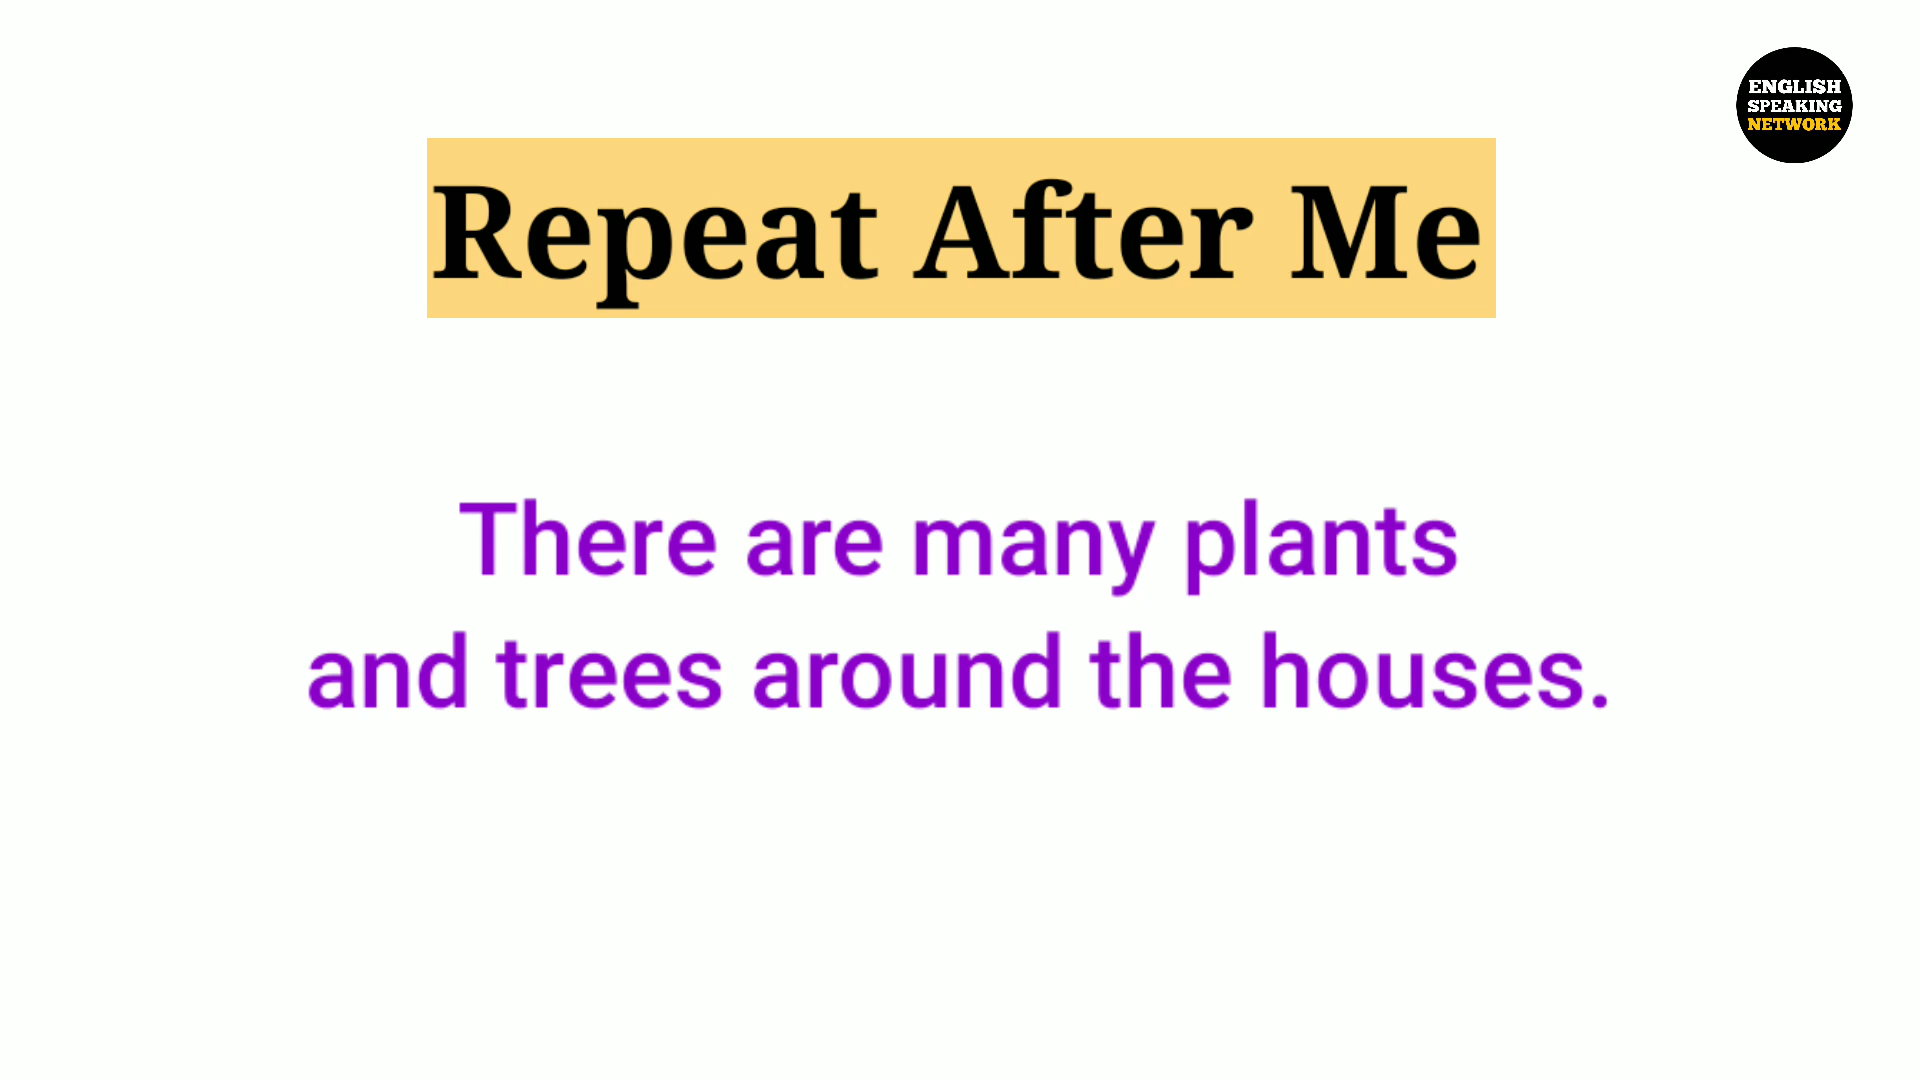 ENGLISH
SPEAKING
NETWORK
Repeat After Me
There are many plants
and trees around the houses.